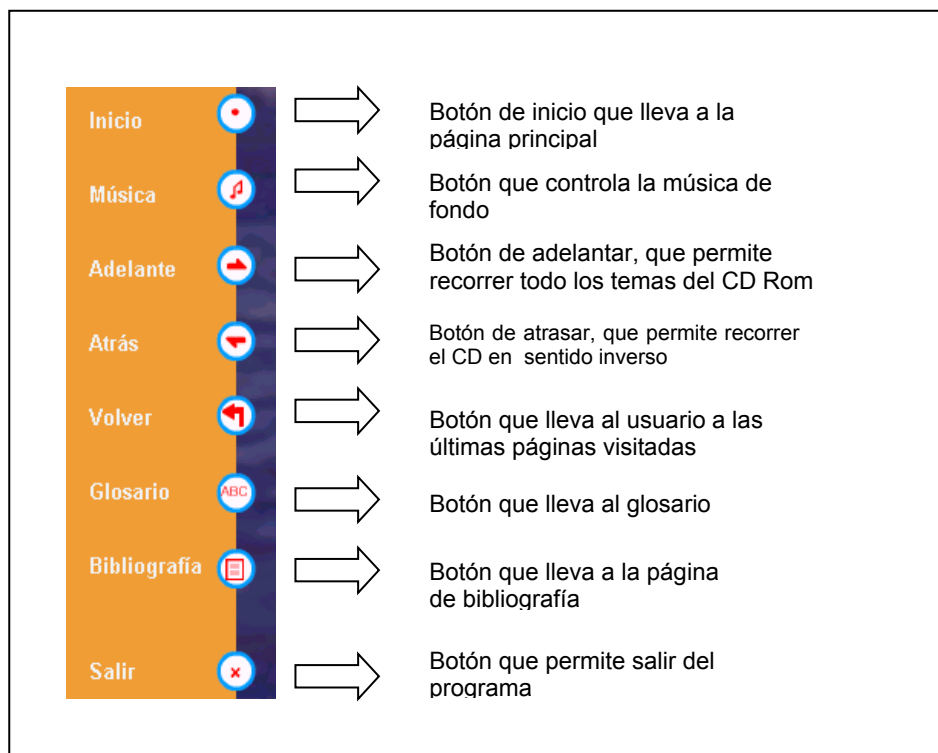 Inicio
Botón de inicio que lleva a la
página principal
Música
Botón que controla la música de
fondo
Adelante
Botón de adelantar, que permite
recorrer todo los temas del CD Rom
Atrás
Botón de atrasar, que permite recorrer
el CD en sentido inverso
Volver
Botón que lleva al usuario a las
últimas páginas visitadas
Glosario
ABC
Botón que lleva al glosario
Bibliografía
Botón que lleva a la página
de bibliografía
Salir
Botón que permite salir del
programa